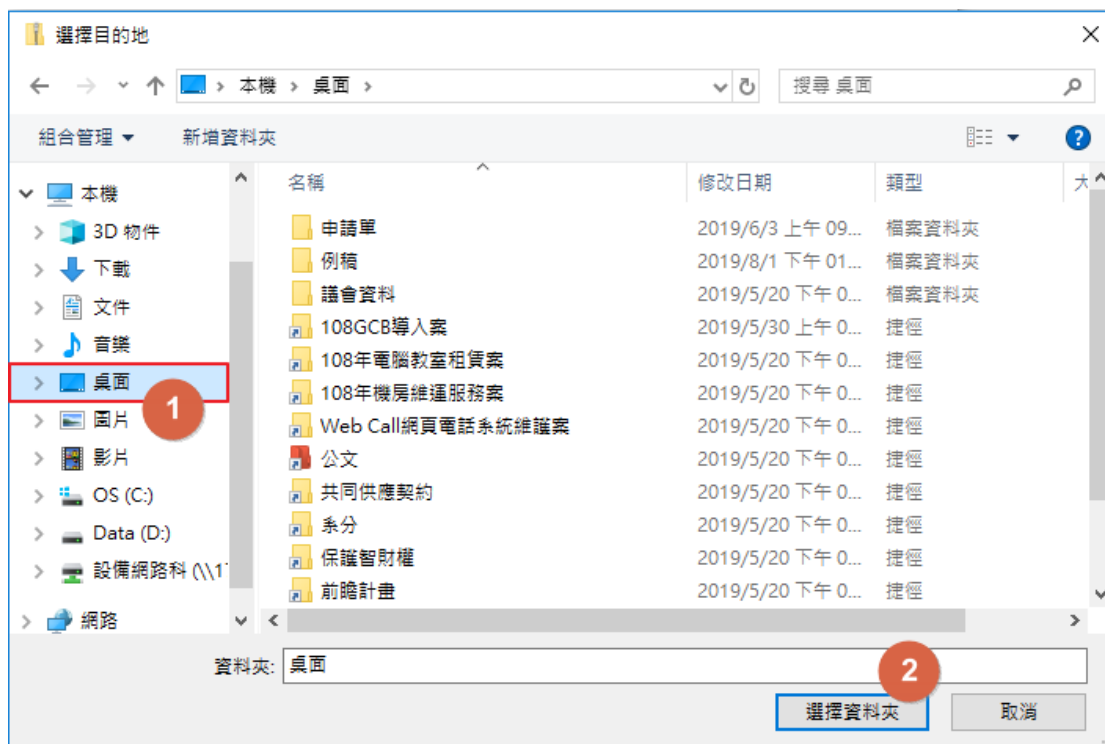 選擇目的地
本機 › 桌面 ›
搜尋 桌面
組合管理 新增資料夾
本機
3D 物件
下載
文件
音樂
桌面
1
圖片
影片
OS (C:)
Data (D:)
設備網路科 (\\1
網路
名稱 修改日期 類型 大
申請單 2019/6/3 上午 09... 檔案資料夾
例稿 2019/8/1 下午 01... 檔案資料夾
議會資料 2019/5/20 下午 0... 檔案資料夾
108GCB導入案 2019/5/30 上午 0... 捷徑
108年電腦教室租賃案 2019/5/20 下午 0... 捷徑
108年機房維運服務案 2019/5/20 下午 0... 捷徑
Web Call網頁電話系統維護案 2019/5/20 下午 0... 捷徑
公文 2019/5/20 下午 0... 捷徑
共同供應契約 2019/5/20 下午 0... 捷徑
系分 2019/5/20 下午 0... 捷徑
保護智財權 2019/5/20 下午 0... 捷徑
前瞻計畫 2019/5/20 下午 0... 捷徑
資料夾: 桌面
2
選擇資料夾 取消